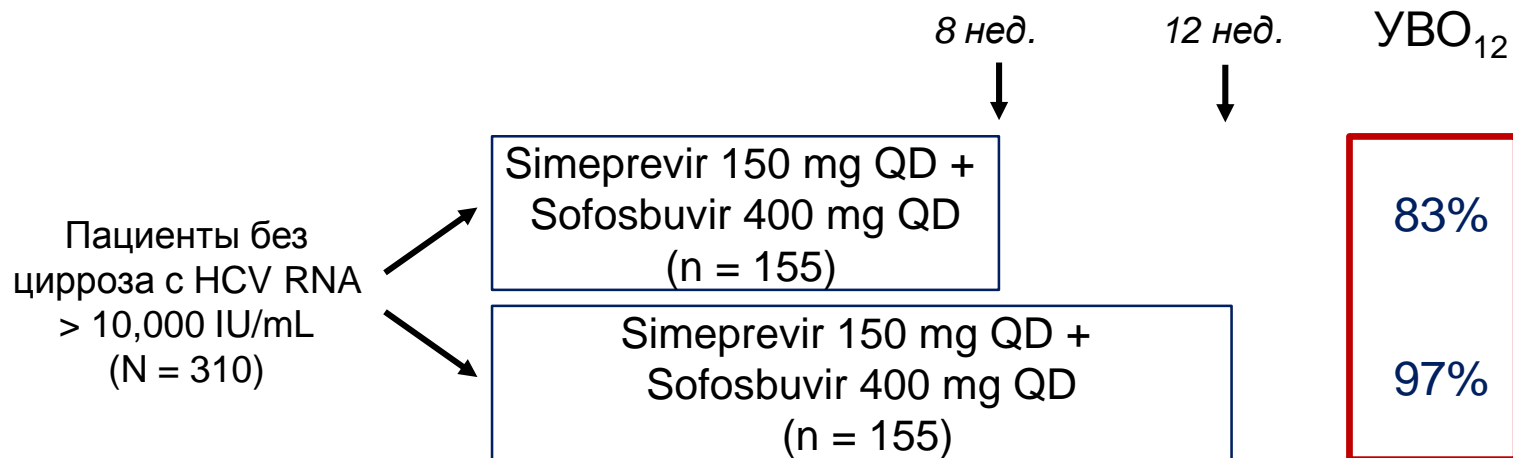 8 нед.
12 нед.
УВО12
Simeprevir 150 mg QD +
Sofosbuvir 400 mg QD
(n = 155)
83%
Пациенты без
цирроза с HCV RNA
> 10,000 IU/mL
(N = 310)
Simeprevir 150 mg QD +
Sofosbuvir 400 mg QD
(n = 155)
97%